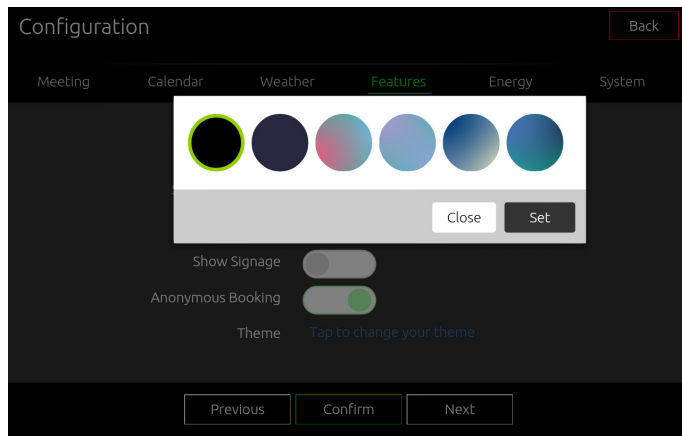 Configuration
Back
Meeting Calendar Weather Features Energy System
Close Set
Show Signage
Anonymous Booking
Theme Tap to change your theme
Previous Confirm Next